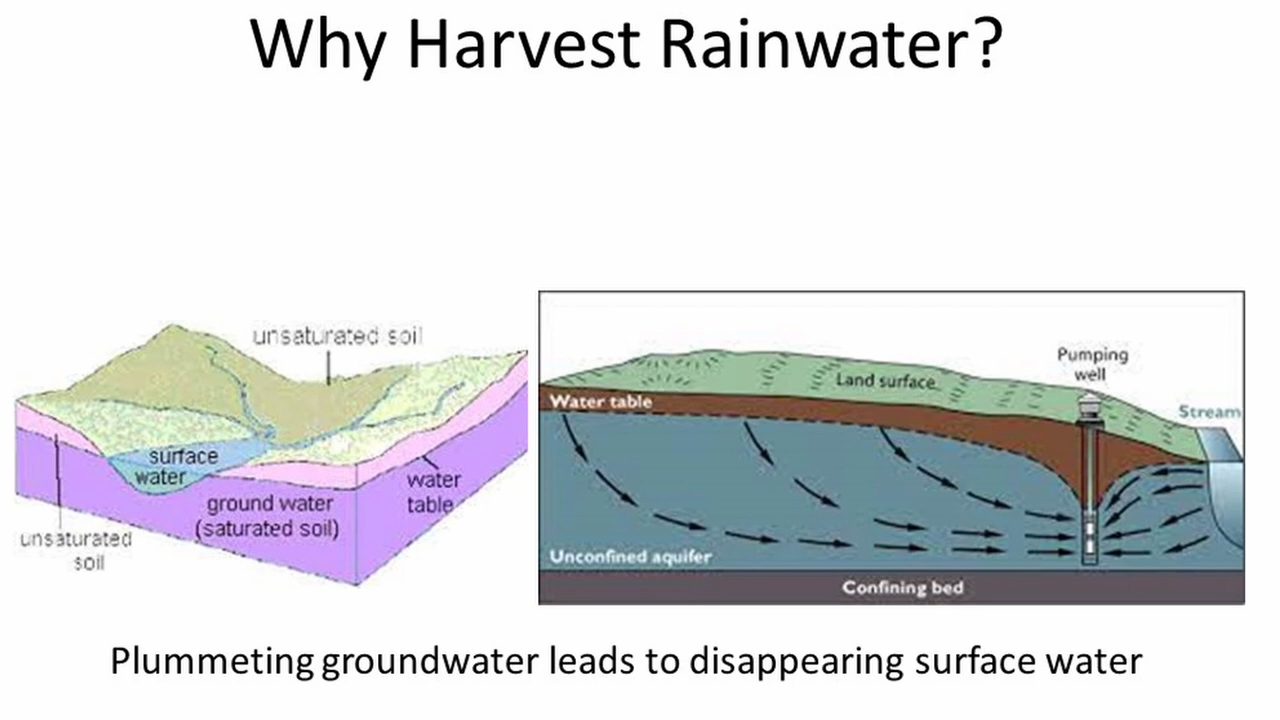 Why Harvest Rainwater?
unsaturated soil
surface
water
ground water
(saturated soil)
water
table
unsaturated
soil
Pumping
well
Land surface
Water table
Stream
Unconfined aquifer
Confining bed
Plummeting groundwater leads to disappearing surface water